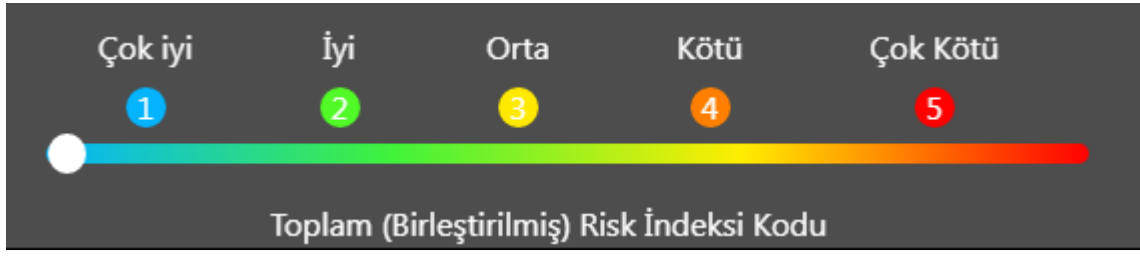 Çok iyi İyi Orta Kötü Çok Kötü
1 2 3 4 5
Toplam (Birleştirilmiş) Risk İndeksi Kodu